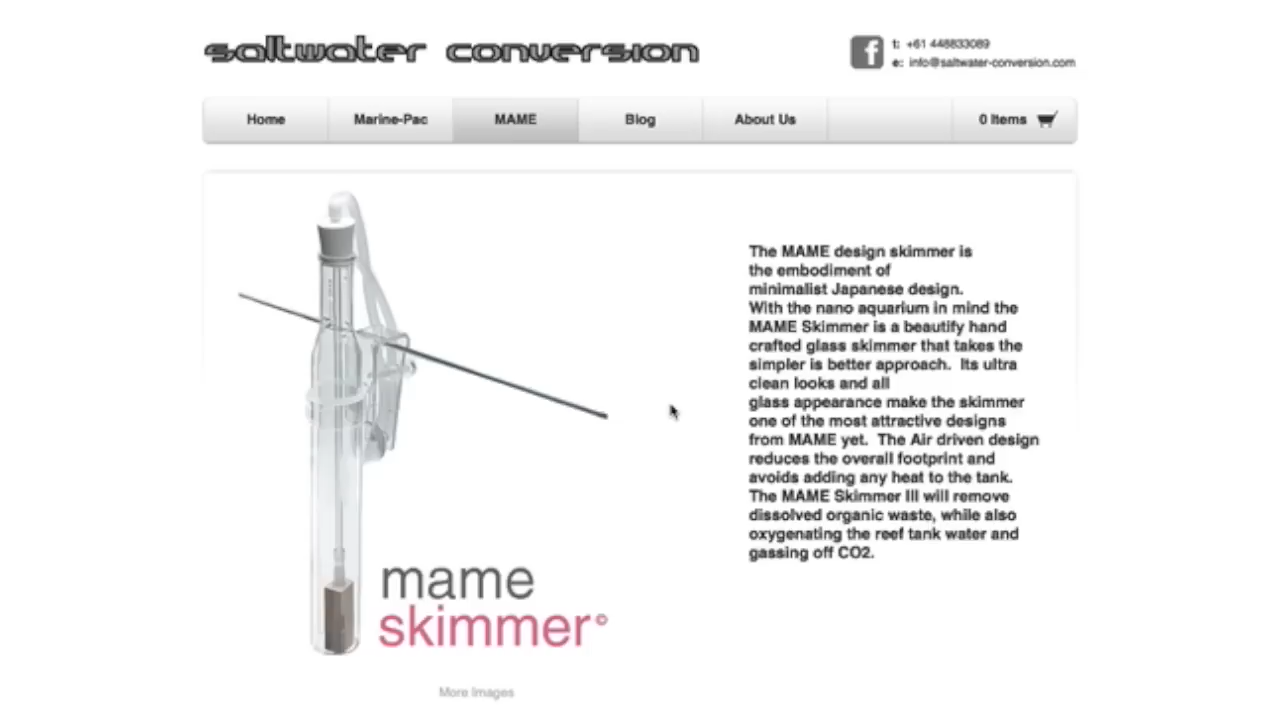 saltwater conversion
t: +61 448833089
e: info@saltwater-conversion.com
Home Marine-Pac MAME Blog About Us 0 Items
The MAME design skimmer is
the embodiment of
minimalist Japanese design.
With the nano aquarium in mind the
MAME Skimmer is a beautify hand
crafted glass skimmer that takes the
simpler is better approach. Its ultra
clean looks and all
glass appearance make the skimmer
one of the most attractive designs
from MAME yet. The Air driven design
reduces the overall footprint and
avoids adding any heat to the tank.
The MAME Skimmer III will remove
dissolved organic waste, while also
oxygenating the reef tank water and
gassing off CO2.
mame
skimmer©
More Images